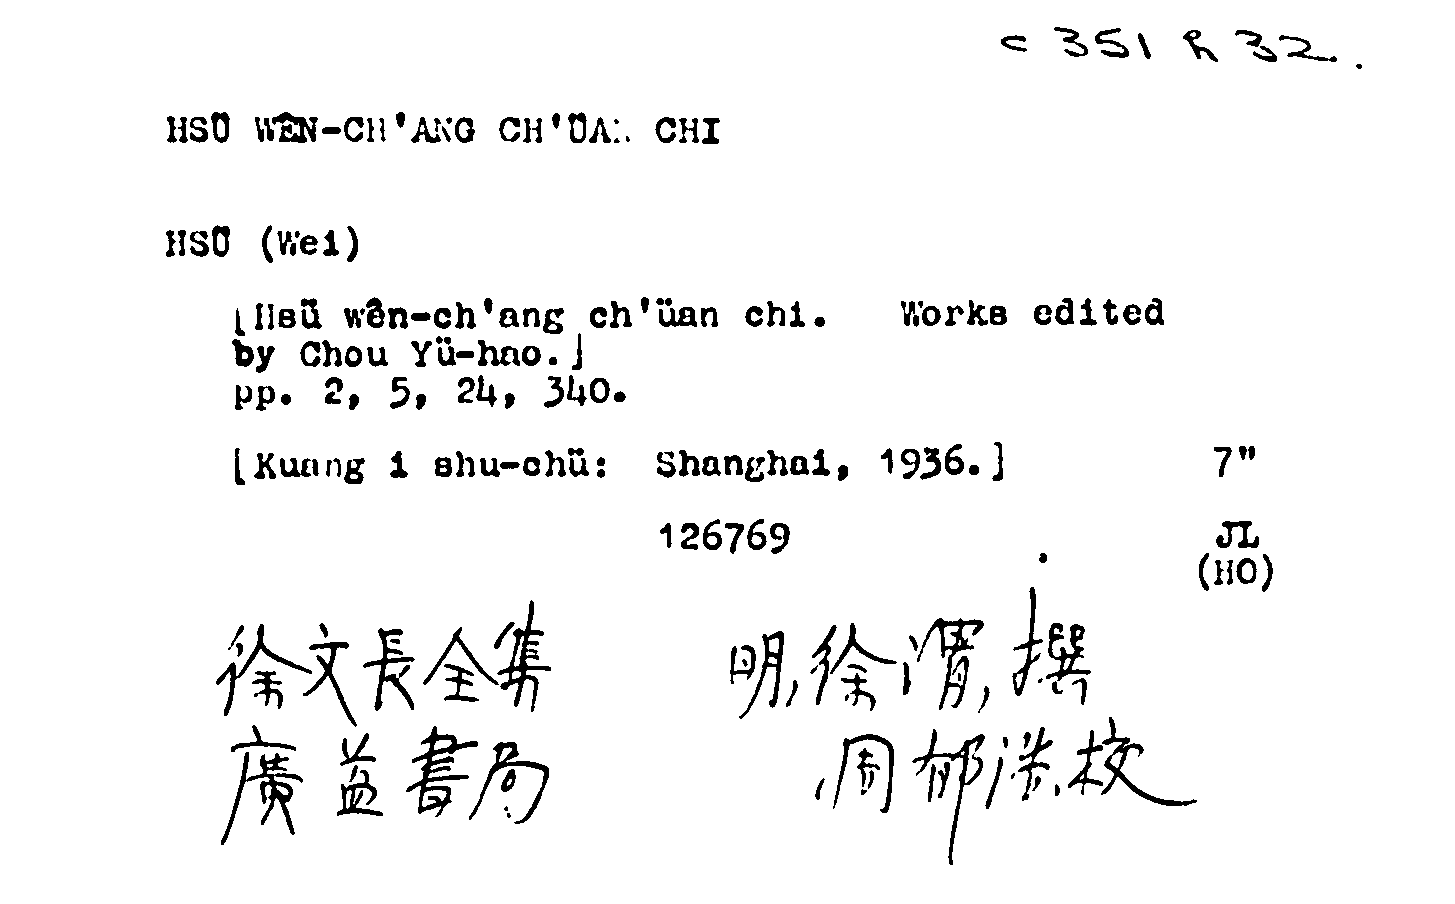 c 351 h 32.
HSÜ WÊN-CH'ANG CH'ÜAN CHI
HSÜ (Wei)
[Hsü wên-ch'ang ch'üan chi. Works edited
by Chou Yü-hao.]
pp. 2, 5, 24, 340.
[Kuang i shu-chü: Shanghai, 1936.] 7"
126769 JL
(HO)
徐文長全集 明,徐渭,撰
廣益書局 周郁浩,校